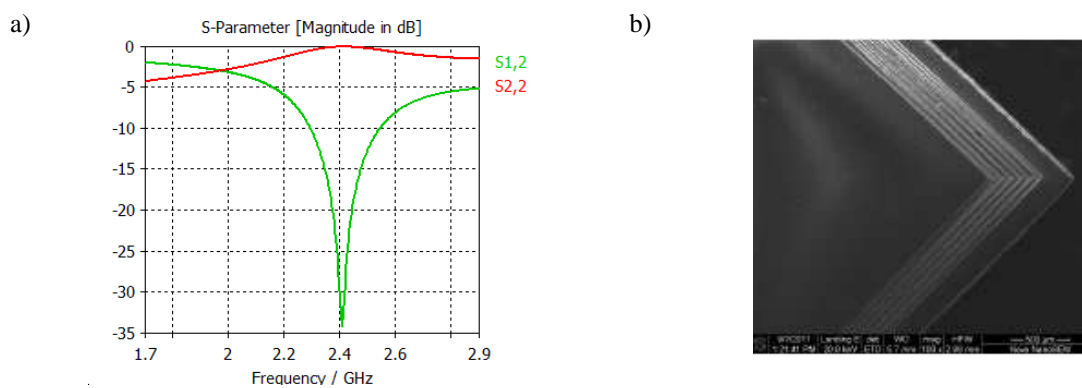 a)
b)
S-Parameter [Magnitude in dB]
0
-5
-10
-15
-20
-25
-30
-35
1.7
2
2.2
2.4
2.6
2.9
Frequency / GHz
S1,2
S2,2